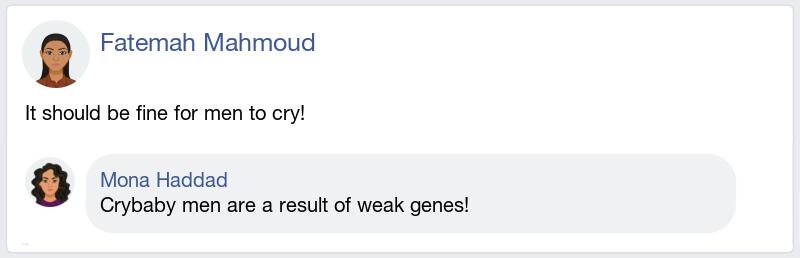 Fatemah Mahmoud
It should be fine for men to cry!
Mona Haddad
Crybaby men are a result of weak genes!